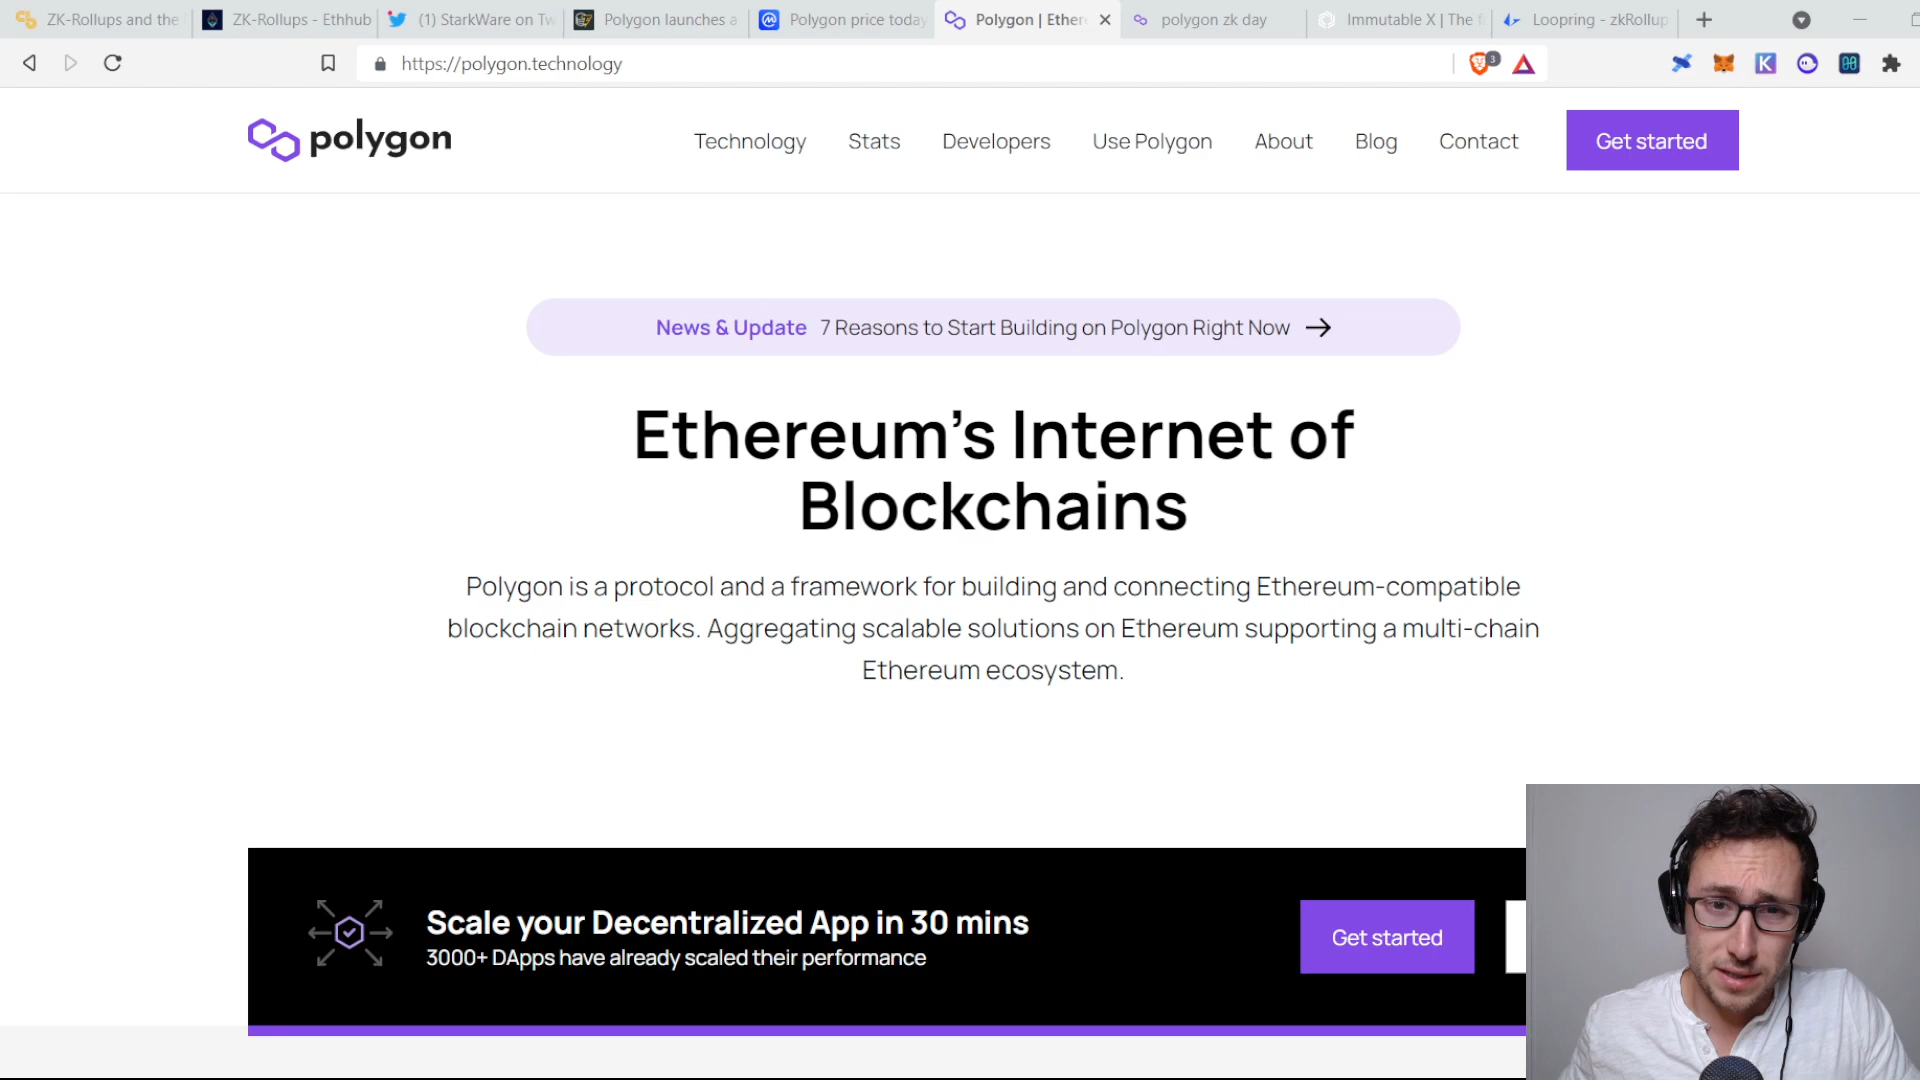 ZK-Rollups and the
ZK-Rollups - Ethhub
(1) StarkWare on Tw
Polygon launches a
Polygon price today
Polygon | Ether
polygon zk day
Immutable X | The f
Loopring - zkRollup
https://polygon.technology
3
polygon
Technology
Stats
Developers
Use Polygon
About
Blog
Contact
Get started
News & Update 7 Reasons to Start Building on Polygon Right Now
Ethereum's Internet of
Blockchains
Polygon is a protocol and a framework for building and connecting Ethereum-compatible
blockchain networks. Aggregating scalable solutions on Ethereum supporting a multi-chain
Ethereum ecosystem.
Scale your Decentralized App in 30 mins
3000+ DApps have already scaled their performance
Get started